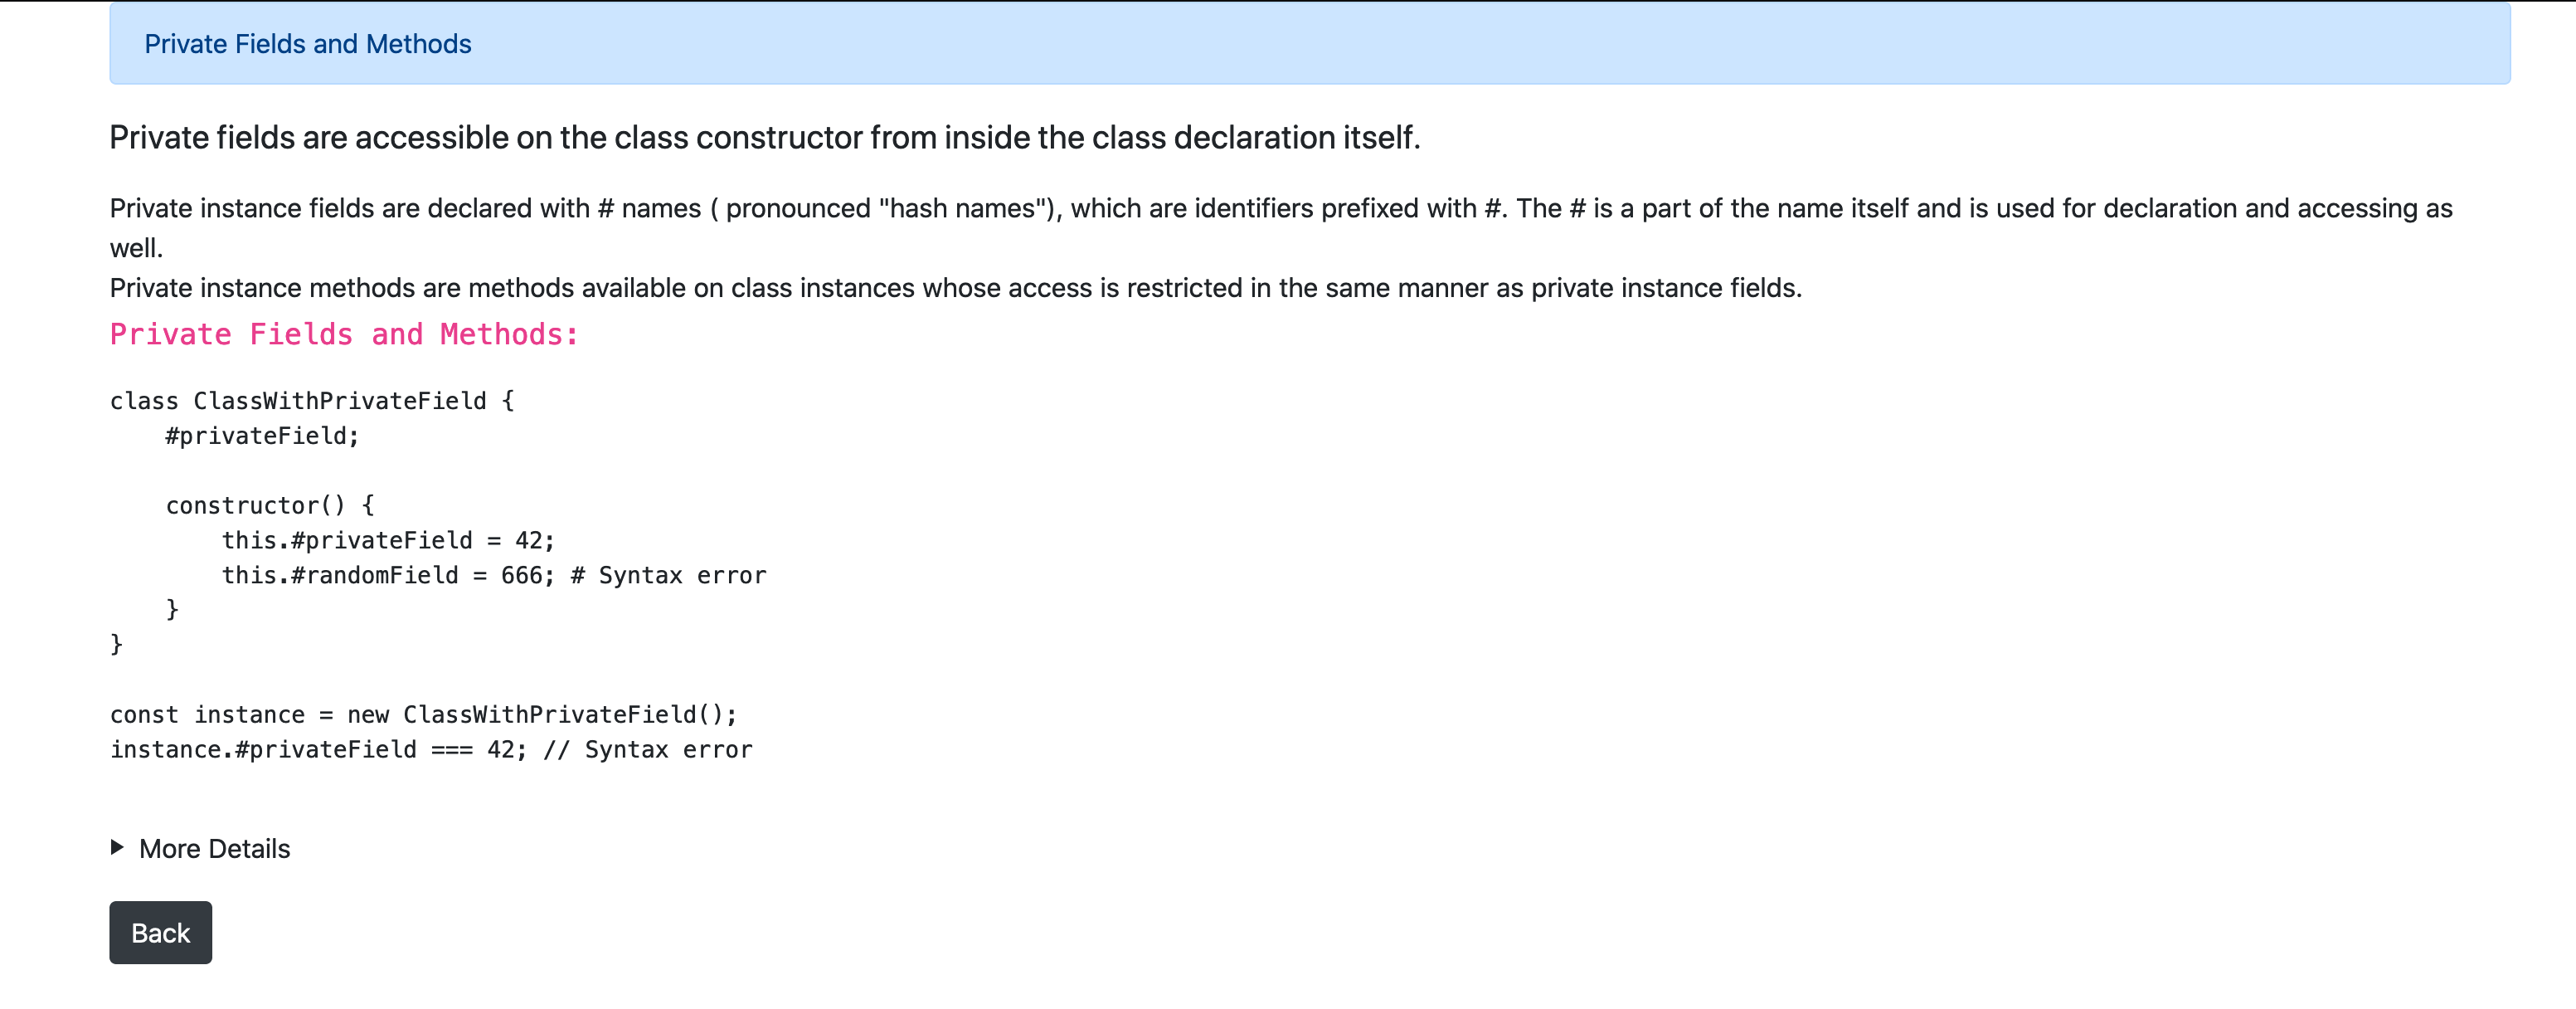 Private Fields and Methods
Private fields are accessible on the class constructor from inside the class declaration itself.
Private instance fields are declared with # names ( pronounced "hash names"), which are identifiers prefixed with #. The # is a part of the name itself and is used for declaration and accessing as
well.
Private instance methods are methods available on class instances whose access is restricted in the same manner as private instance fields.
Private Fields and Methods:
class ClassWithPrivateField {
    #privateField;

    constructor() {
        this.#privateField = 42;
        this.#randomField = 666; # Syntax error
    }
}

const instance = new ClassWithPrivateField();
instance.#privateField === 42; // Syntax error
More Details
Back